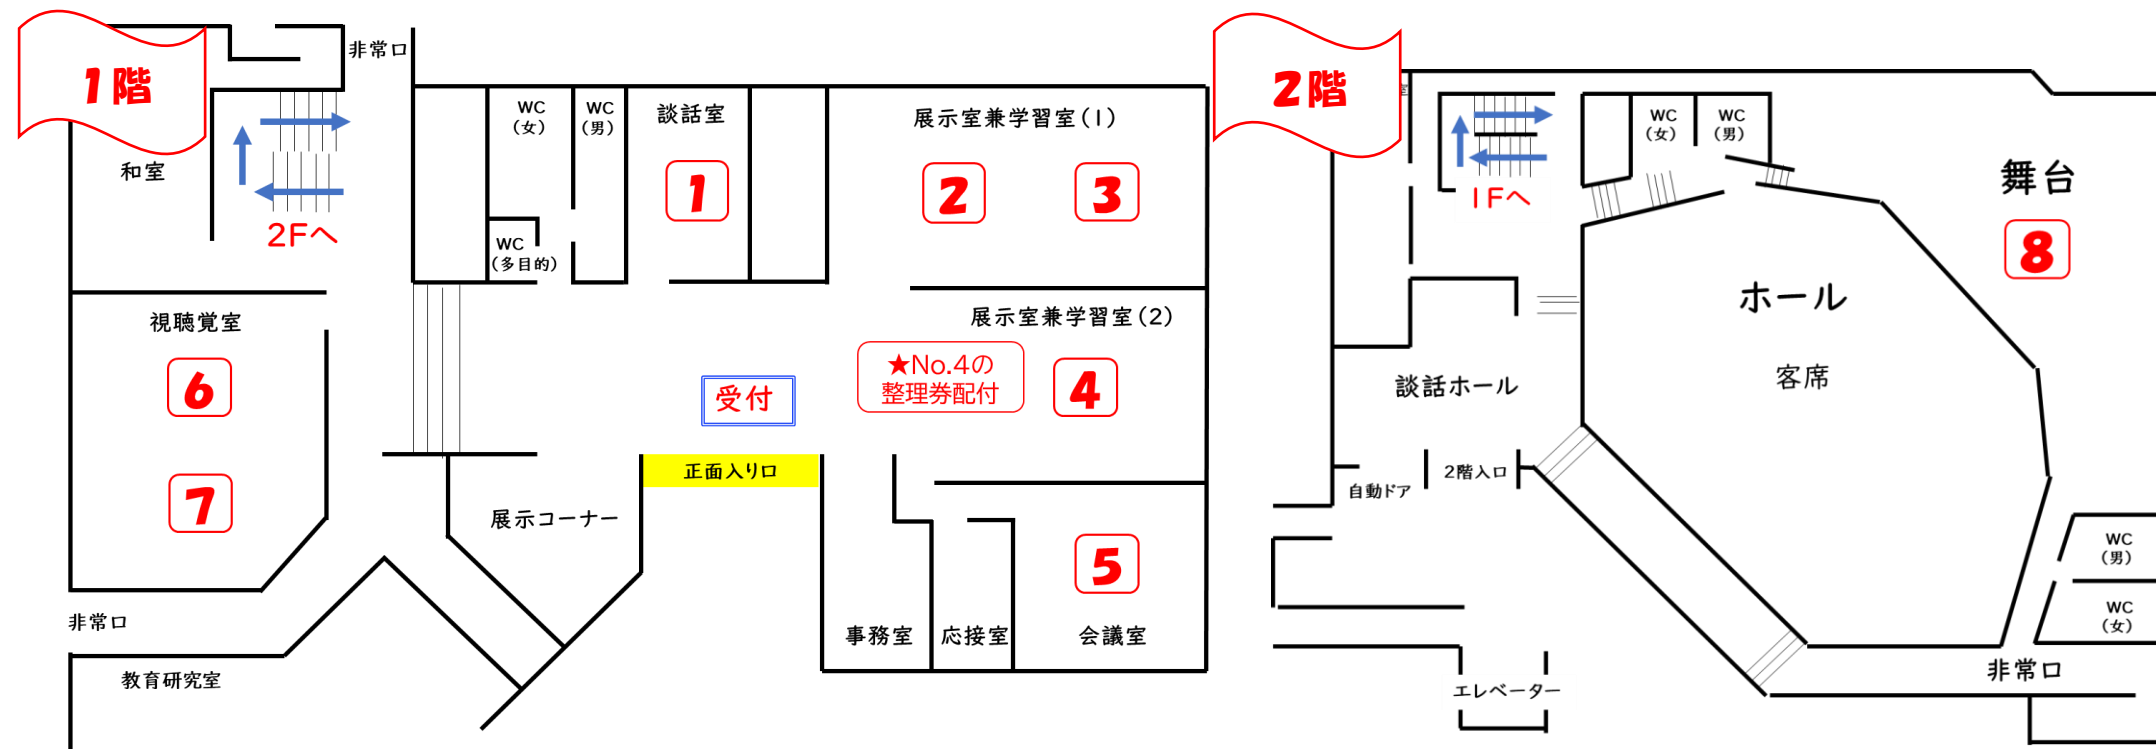 1階
非常口
和室
2Fへ
WC
(女)
WC
(男)
WC
(多目的)
談話室
1
展示室兼学習室(1)
2
3
視聴覚室
6
7
受付
展示室兼学習室(2)
★No.4の
整理券配付
4
正面入り口
展示コーナー
5
事務室
応接室
会議室
非常口
教育研究室
2階
1Fへ
WC
(女)
WC
(男)
舞台
8
ホール
客席
談話ホール
自動ドア
2階入口
エレベーター
WC
(男)
WC
(女)
非常口